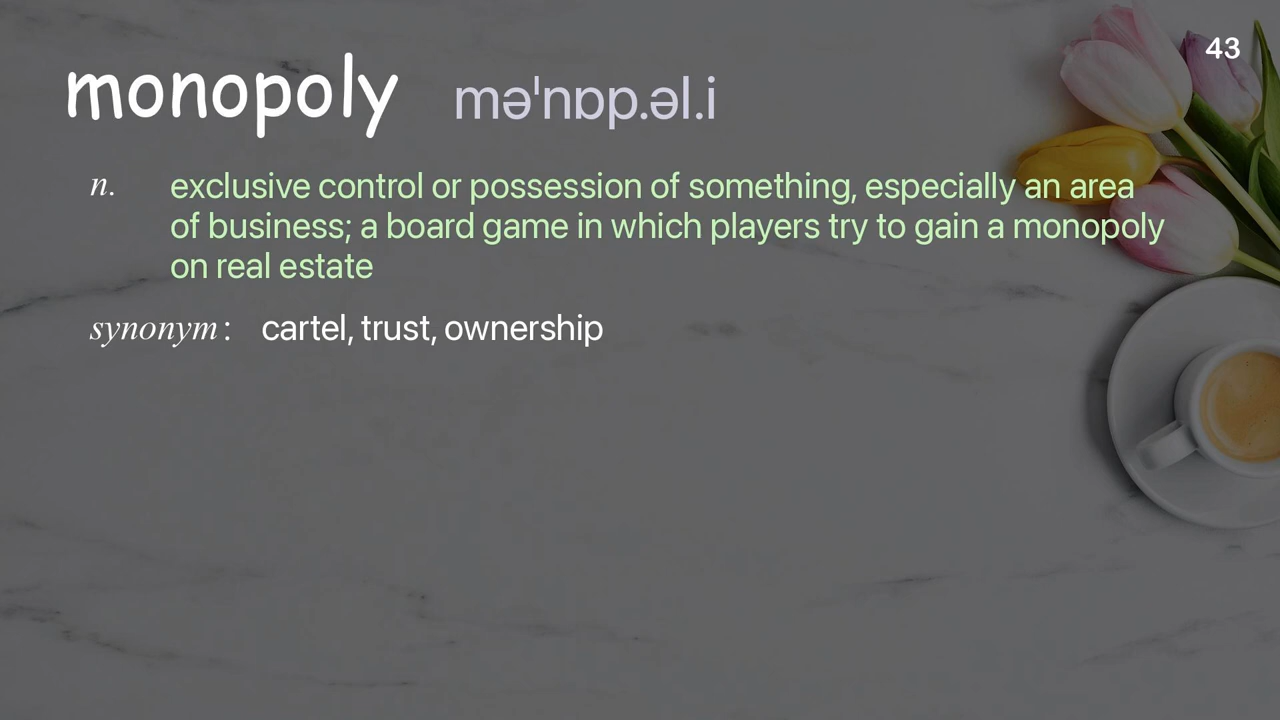 43
monopoly məˈnɒp.əl.i
n. exclusive control or possession of something, especially an area
of business; a board game in which players try to gain a monopoly
on real estate
synonym: cartel, trust, ownership